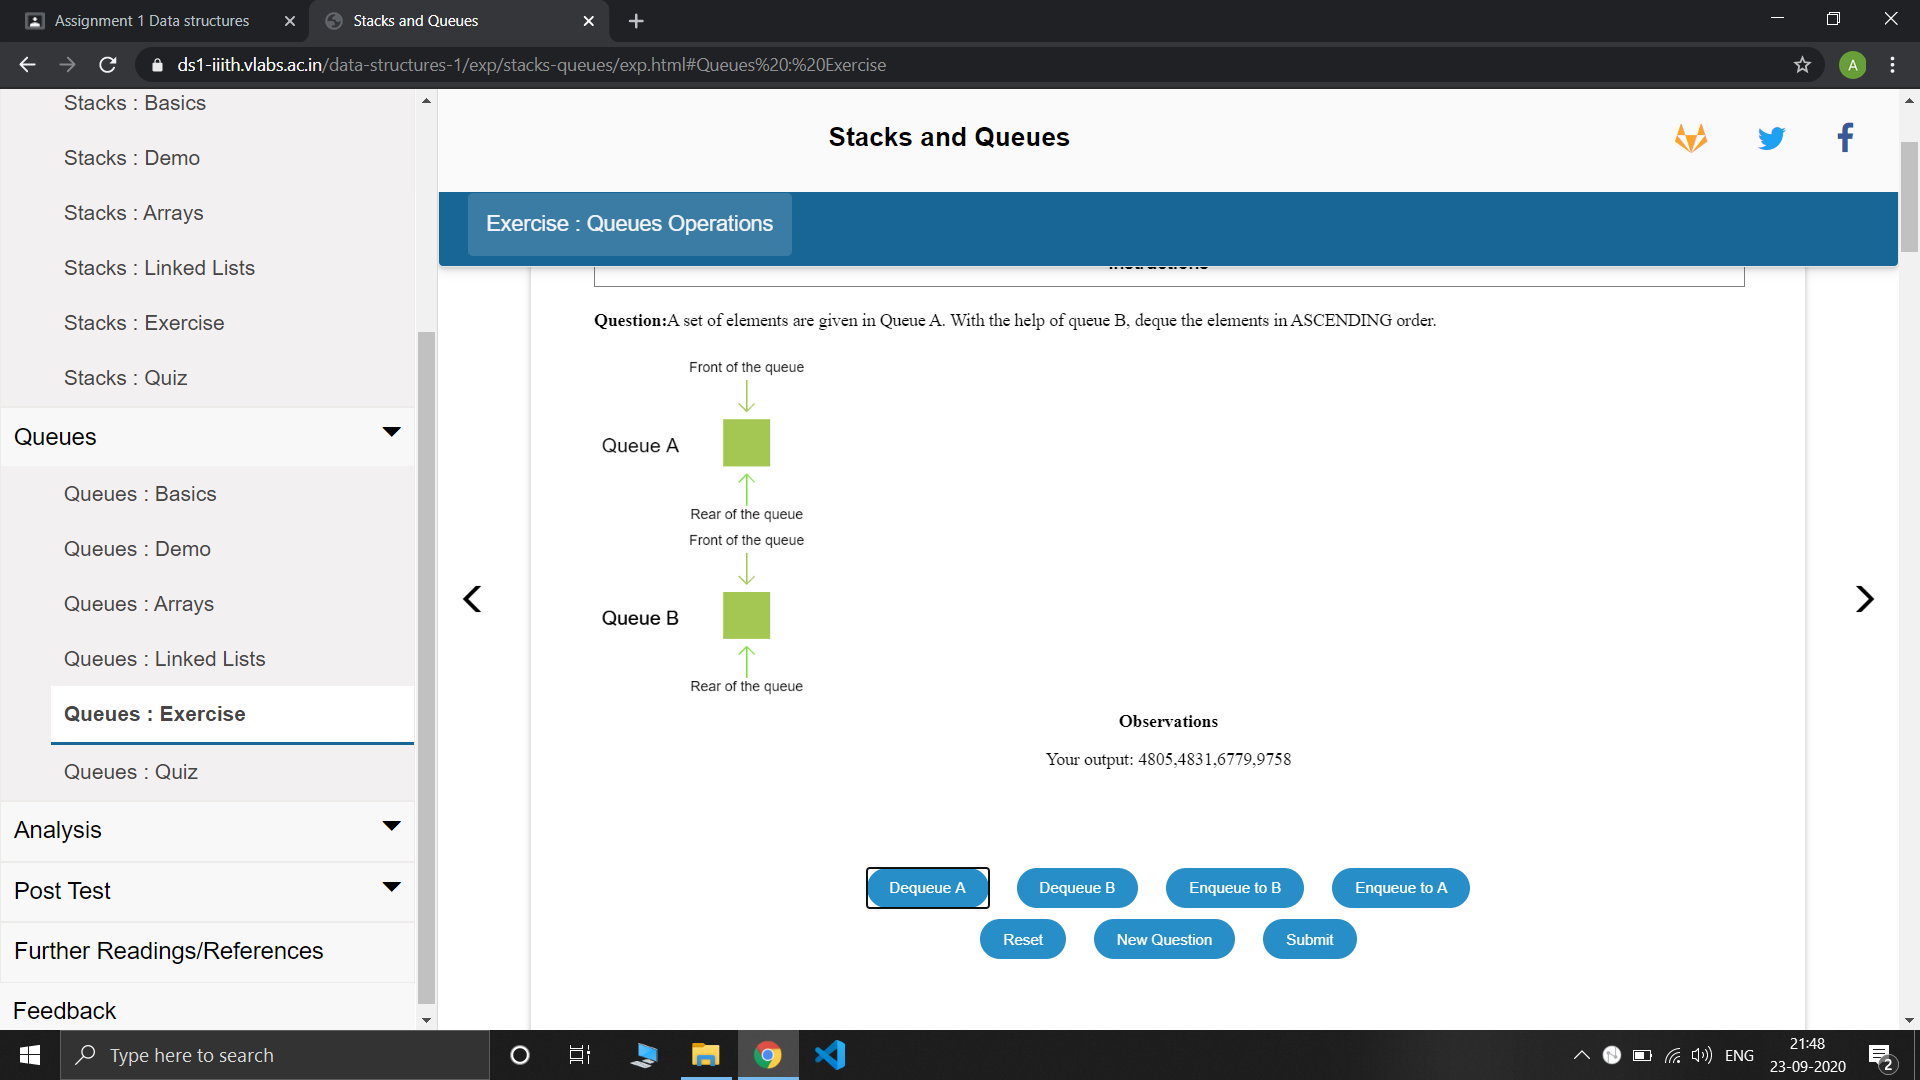 Assignment 1 Data structures
Stacks and Queues
ds1-iiith.vlabs.ac.in/data-structures-1/exp/stacks-queues/exp.html#Queues%20:%20Exercise
A
Stacks : Basics
Stacks : Demo
Stacks : Arrays
Stacks : Linked Lists
Stacks : Exercise
Stacks : Quiz
Queues
Queues : Basics
Queues : Demo
Queues : Arrays
Queues : Linked Lists
Queues : Exercise
Queues : Quiz
Analysis
Post Test
Further Readings/References
Feedback
Stacks and Queues
Exercise : Queues Operations
Instructions
Question:A set of elements are given in Queue A. With the help of queue B, deque the elements in ASCENDING order.
Front of the queue
Queue A
Rear of the queue
Front of the queue
Queue B
Rear of the queue
Observations
Your output: 4805,4831,6779,9758
Dequeue A
Dequeue B
Enqueue to B
Enqueue to A
Reset
New Question
Submit
Type here to search
ENG
21:48
23-09-2020
2